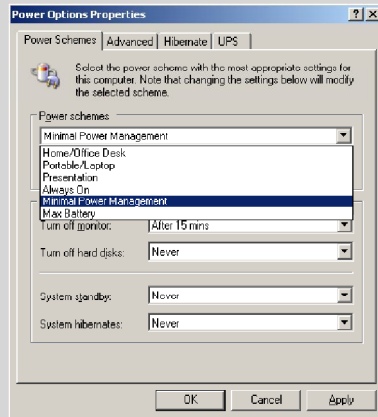 Power Options Properties
Power Schemes Advanced Hibernate UPS
Select the power scheme with the most appropriate settings for
this computer. Note that changing the settings below will modify
the selected scheme.
Power schemes
Minimal Power Management
Home/Office Desk
Portable/Laptop
Presentation
Always On
Minimal Power Management
Max Battery
Turn off monitor: After 15 mins
Turn off hard disks: Never
System standby: Never
System hibernates: Never
OK Cancel Apply